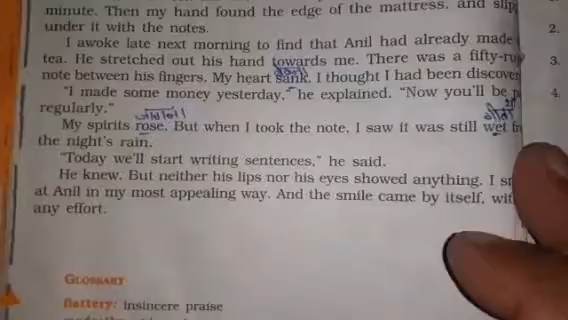 minute. Then my hand found the edge of the mattress, and slip
under it with the notes.
I awoke late next morning to find that Anil had already made
tea. He stretched out his hand towards me. There was a fifty-ru
note between his fingers. My heart sank. I thought I had been discover
"I made some money yesterday," he explained. "Now you'll be p
regularly."
My spirits rose. But when I took the note, I saw it was still wet fr
the night's rain.
"Today we'll start writing sentences," he said.
He knew. But neither his lips nor his eyes showed anything. I sm
at Anil in my most appealing way. And the smile came by itself, wit
any effort.
2.
3.
4.
GLOSSARY
flattery: insincere praise